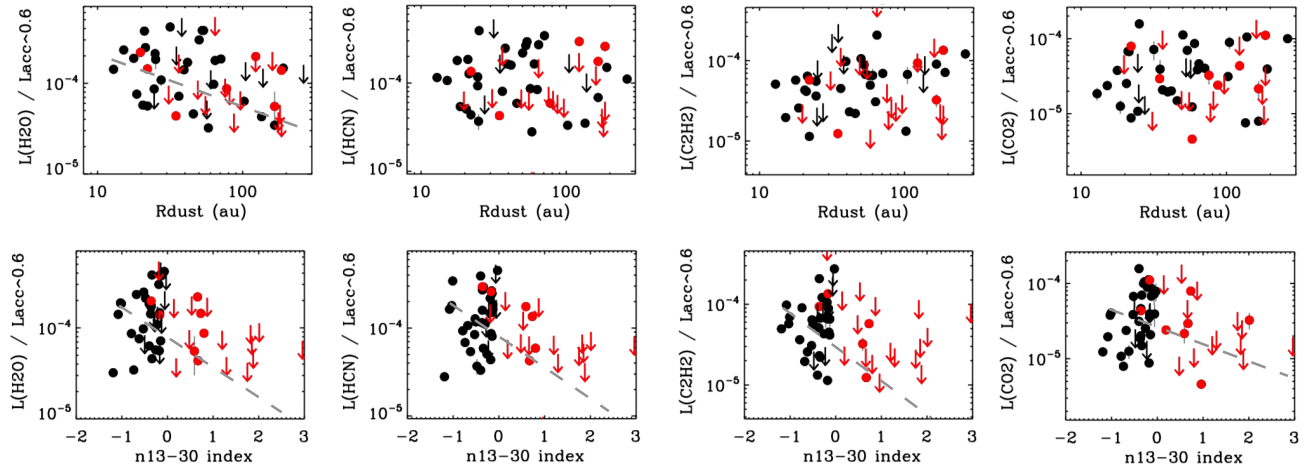 L(H2O) / Lacc~0.6
10⁻⁴
10⁻⁵
10 100
Rdust (au)
L(HCN) / Lacc~0.6
10⁻⁴
10⁻⁵
10 100
Rdust (au)
L(C2H2) / Lacc~0.6
10⁻⁴
10⁻⁵
10⁻⁶
10 100
Rdust (au)
L(CO2) / Lacc~0.6
10⁻⁴
10⁻⁵
10 100
Rdust (au)
L(H2O) / Lacc~0.6
10⁻⁴
10⁻⁵
-2 -1 0 1 2 3
n13-30 index
L(HCN) / Lacc~0.6
10⁻⁴
10⁻⁵
-2 -1 0 1 2 3
n13-30 index
L(C2H2) / Lacc~0.6
10⁻⁴
10⁻⁵
10⁻⁶
-2 -1 0 1 2 3
n13-30 index
L(CO2) / Lacc~0.6
10⁻⁴
10⁻⁵
-2 -1 0 1 2 3
n13-30 index